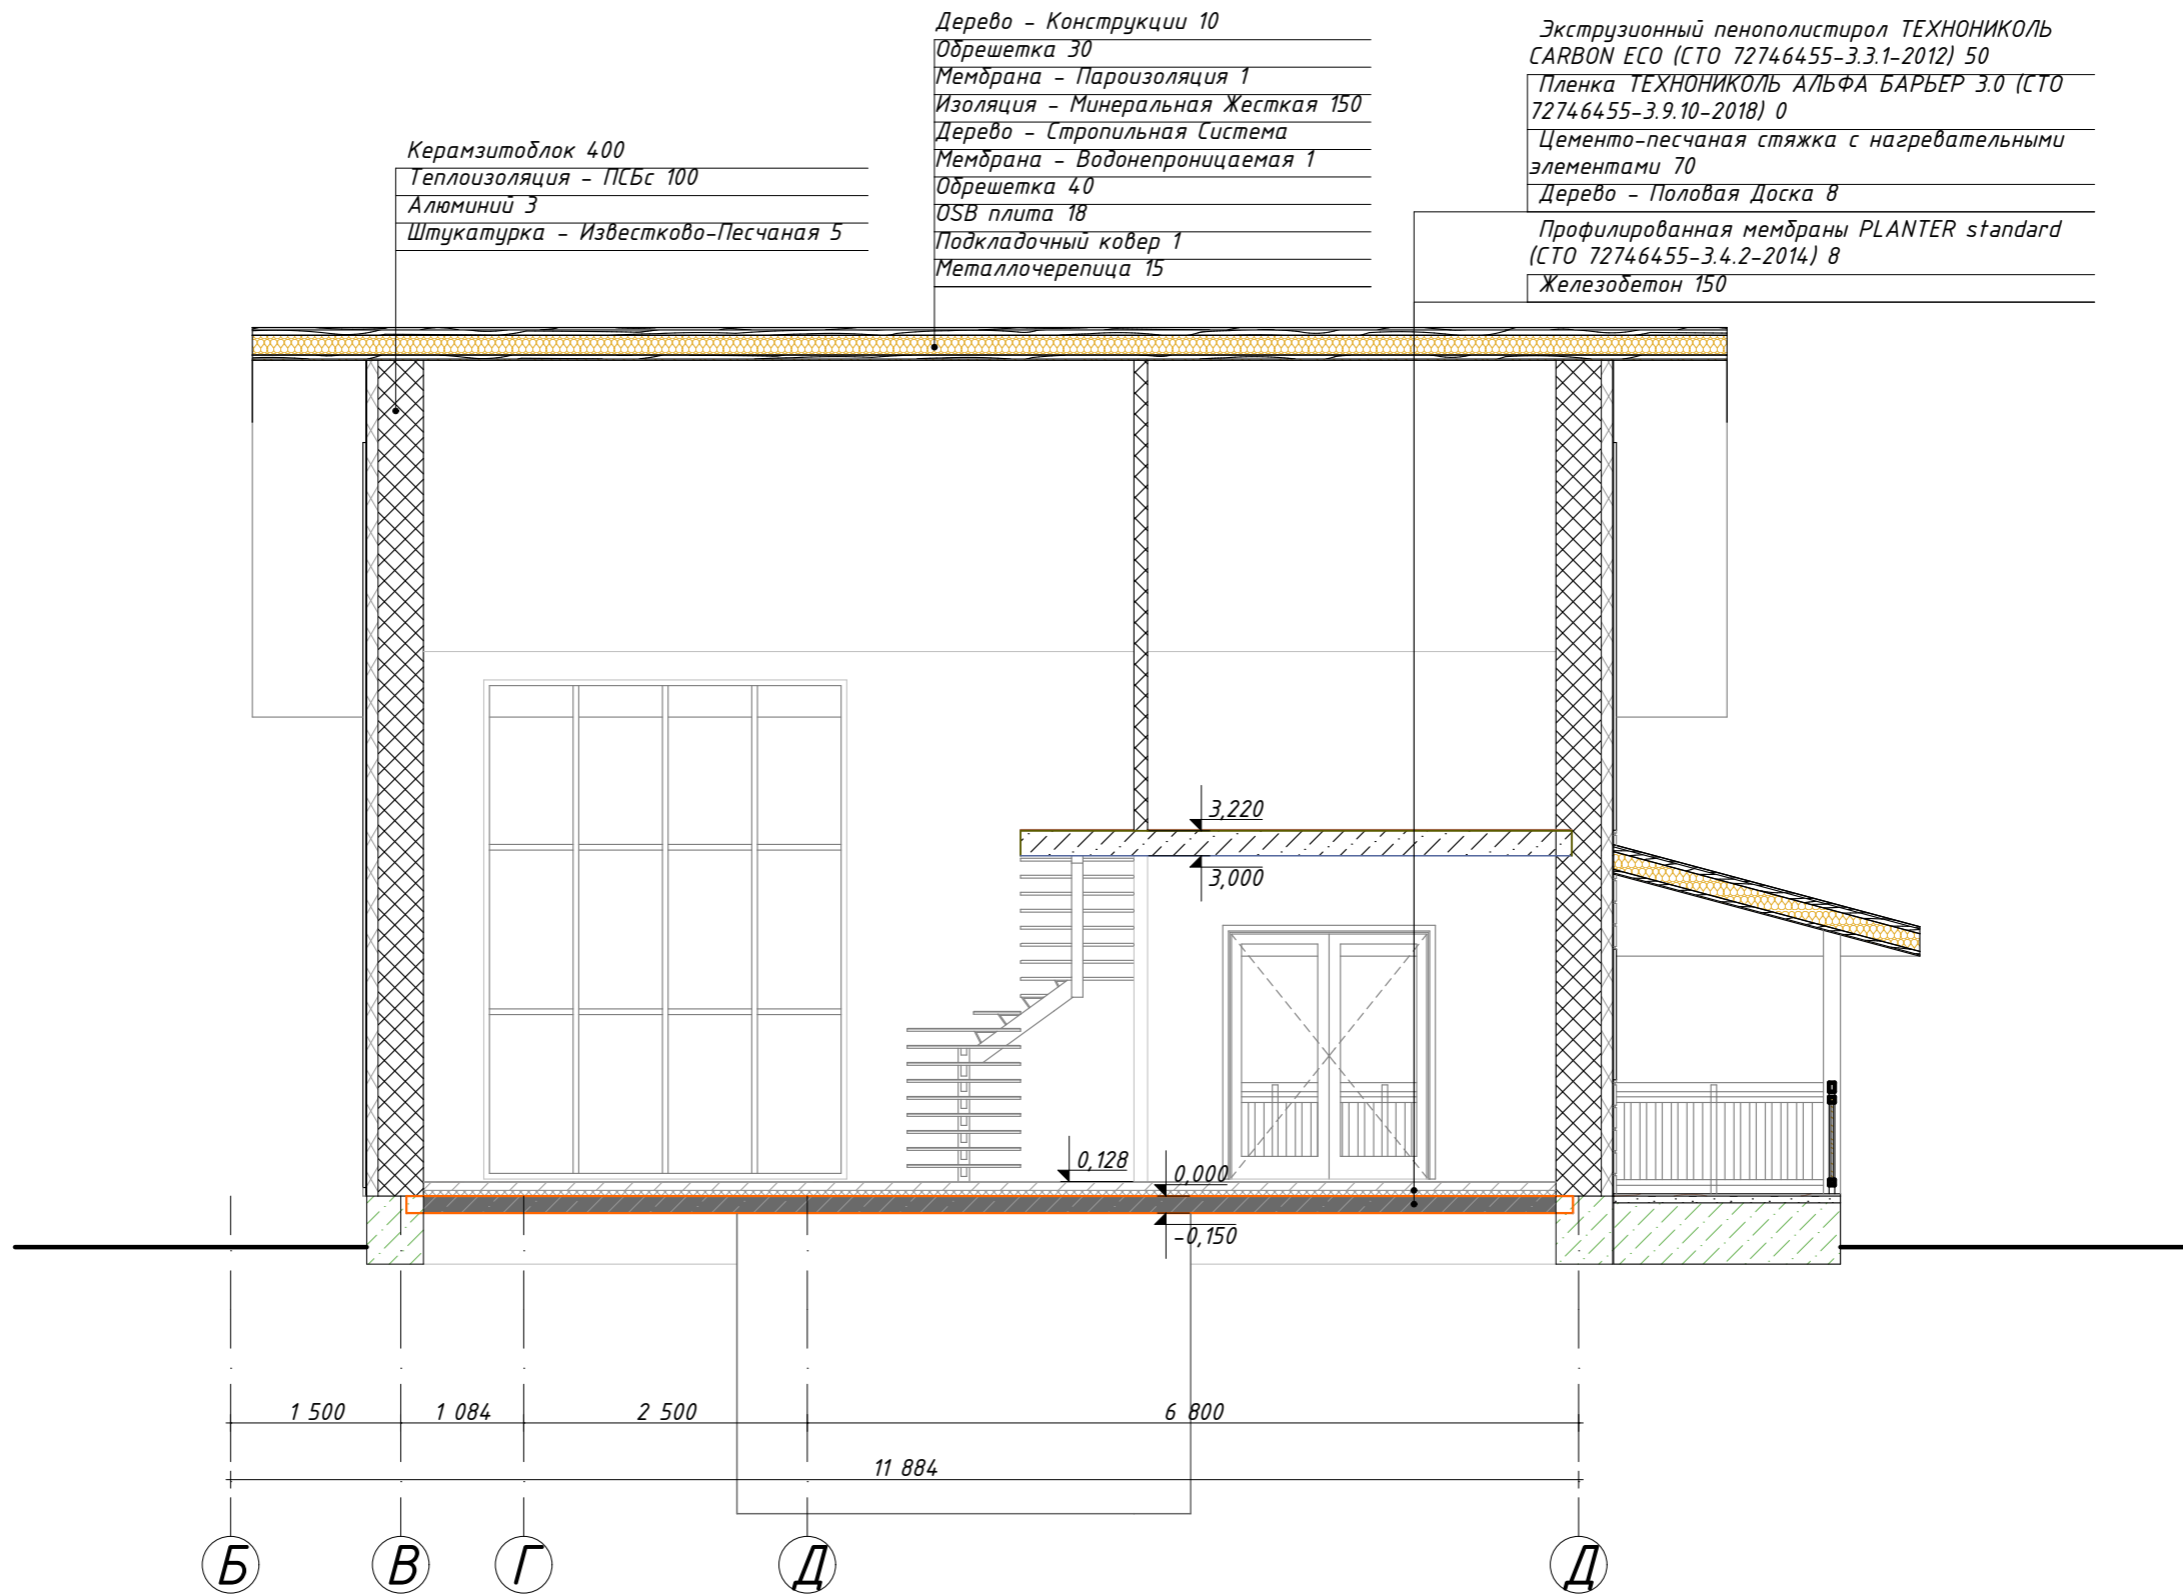 Дерево - Конструкции 10
Обрешетка 30
Мембрана - Пароизоляция 1
Изоляция - Минеральная Жесткая 150
Дерево - Стропильная Система
Мембрана - Водонепроницаемая 1
Обрешетка 40
OSB плита 18
Подкладочный ковер 1
Металлочерепица 15
Экструзионный пенополистирол ТЕХНОНИКОЛЬ
CARBON ECO (СТО 72746455-3.3.1-2012) 50
Пленка ТЕХНОНИКОЛЬ АЛЬФА БАРЬЕР 3.0 (СТО
72746455-3.9.10-2018) 0
Цементо-песчаная стяжка с нагревательными
элементами 70
Дерево - Половая Доска 8
Профилированная мембраны PLANTER standard
(СТО 72746455-3.4.2-2014) 8
Железобетон 150
Керамзитоблок 400
Теплоизоляция - ПСБс 100
Алюминий 3
Штукатурка - Известково-Песчаная 5
3,220
3,000
0,128
0,000
-0,150
1 500
1 084
2 500
6 800
11 884
Б
В
Г
Д
Д